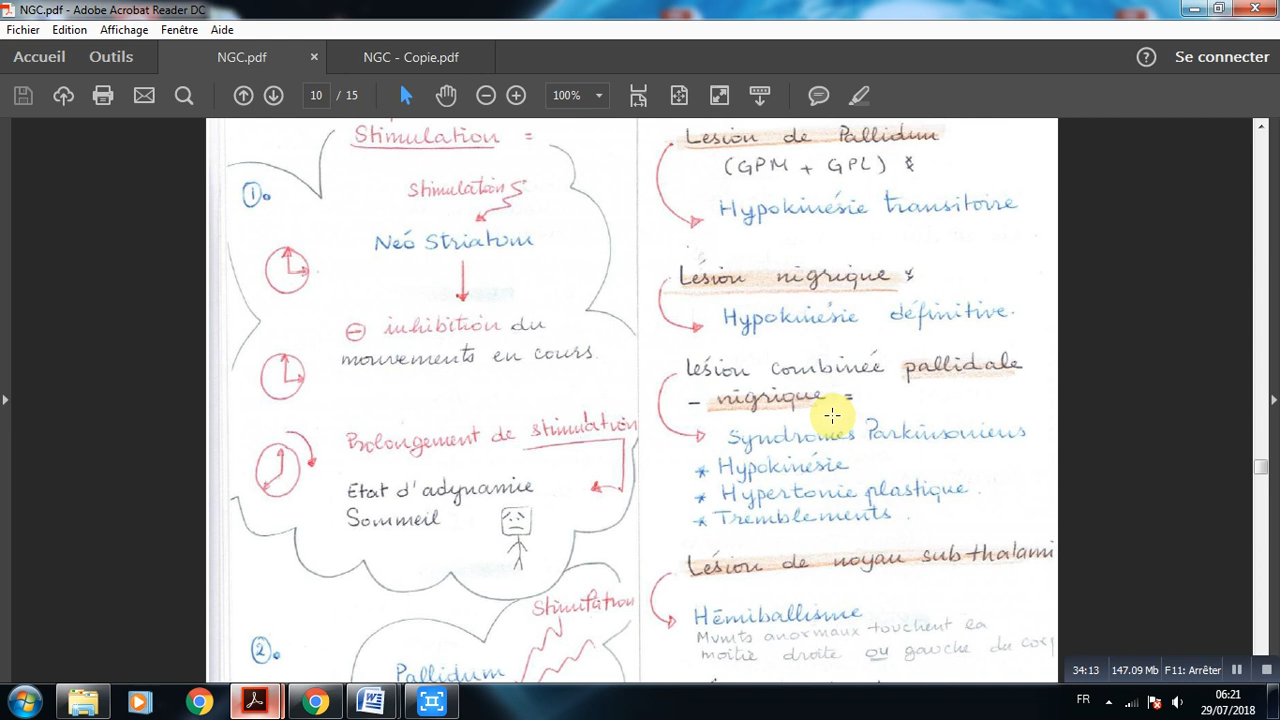 NGC.pdf - Adobe Acrobat Reader DC
Fichier Edition Affichage Fenêtre Aide
Accueil Outils NGC.pdf × NGC - Copie.pdf ? Se connecter
10 / 15 100%
Stimulation =
1.
Stimulation
Neó Striatum
⊖ inhibition du
mouvements en cours.
Prolongement de stimulation
Etat d'adynamie
Sommeil
2.
Stimulation
Pallidum
Lesion de Pallidum
(GPM + GPL) *
Hypokinésie transitoire
Lésion nigrique *
Hypokinésie définitive.
Lésion combineé pallidale
- nigrique =
Syndromes Parkinsoniens
* Hypokinésie
* Hypertonie plastique.
* Tremblements.
Lésion de noyau subthalami
Hémiballisme
Mvmts anormaux touchent la
moitié droite ou gauche du corp
34:13 147.09 Mb F11: Arrêter
FR 06:21
29/07/2018